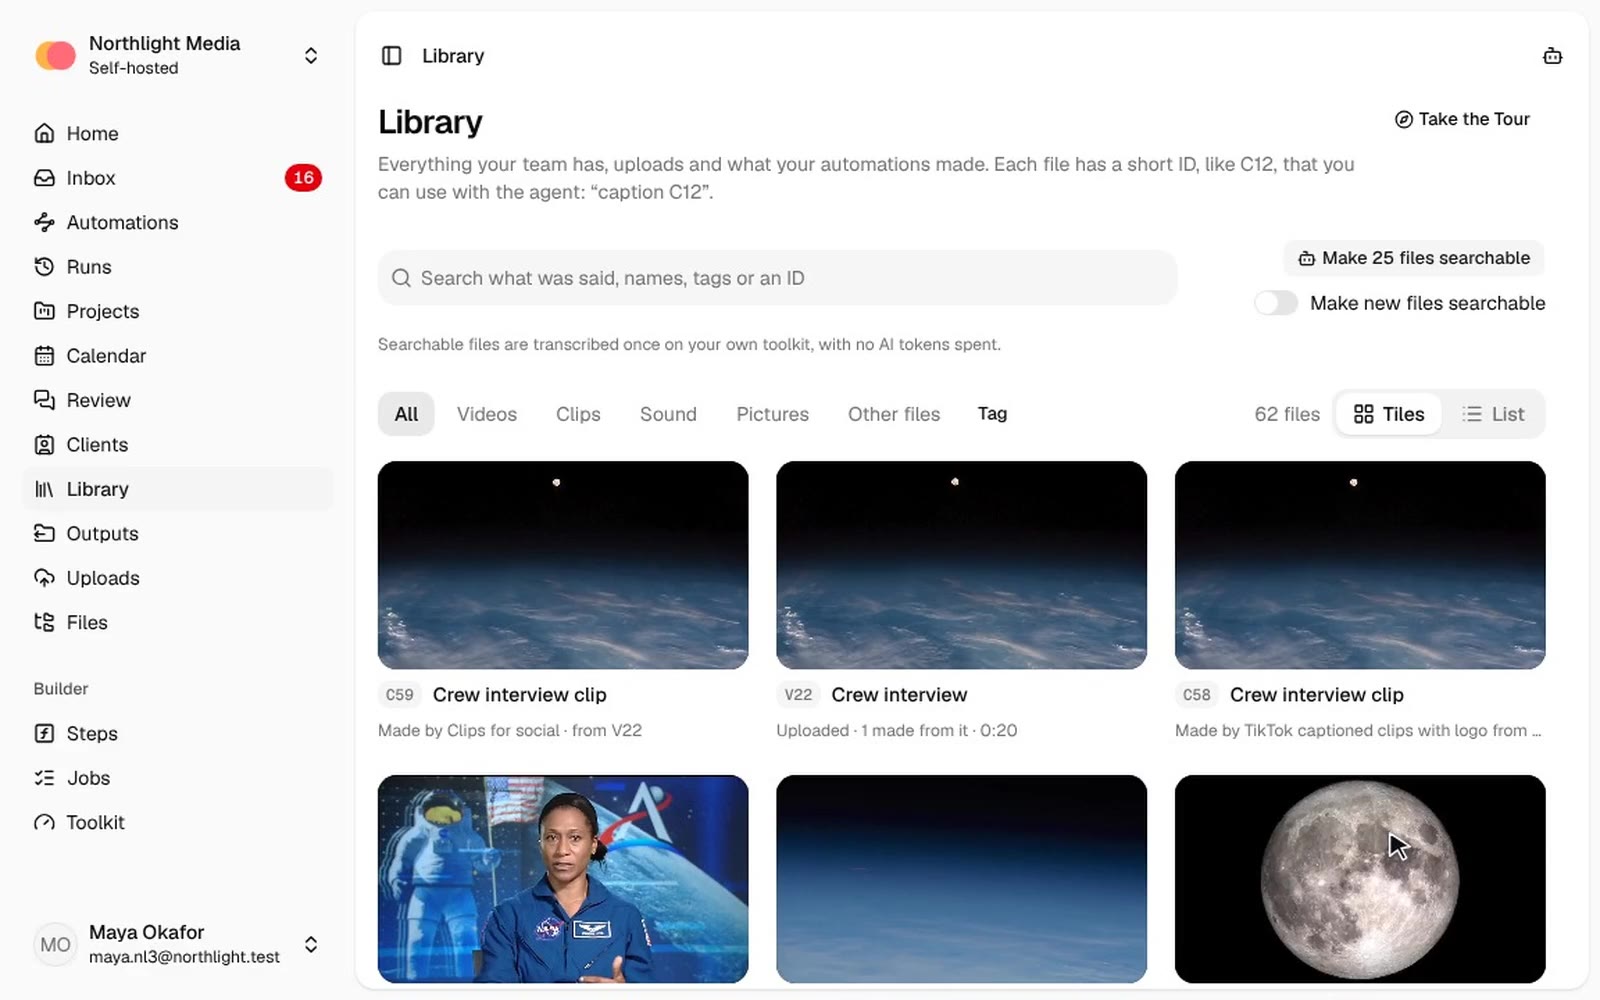 Northlight Media
Self-hosted
Home
Inbox
16
Automations
Runs
Projects
Calendar
Review
Clients
Library
Outputs
Uploads
Files
Builder
Steps
Jobs
Toolkit
MO
Maya Okafor
maya.nl3@northlight.test
Library
Library
Take the Tour
Everything your team has, uploads and what your automations made. Each file has a short ID, like C12, that you
can use with the agent: “caption C12”.
Search what was said, names, tags or an ID
Make 25 files searchable
Make new files searchable
Searchable files are transcribed once on your own toolkit, with no AI tokens spent.
All
Videos
Clips
Sound
Pictures
Other files
Tag
62 files
Tiles
List
C59 Crew interview clip
Made by Clips for social · from V22
V22 Crew interview
Uploaded · 1 made from it · 0:20
C58 Crew interview clip
Made by TikTok captioned clips with logo from ...